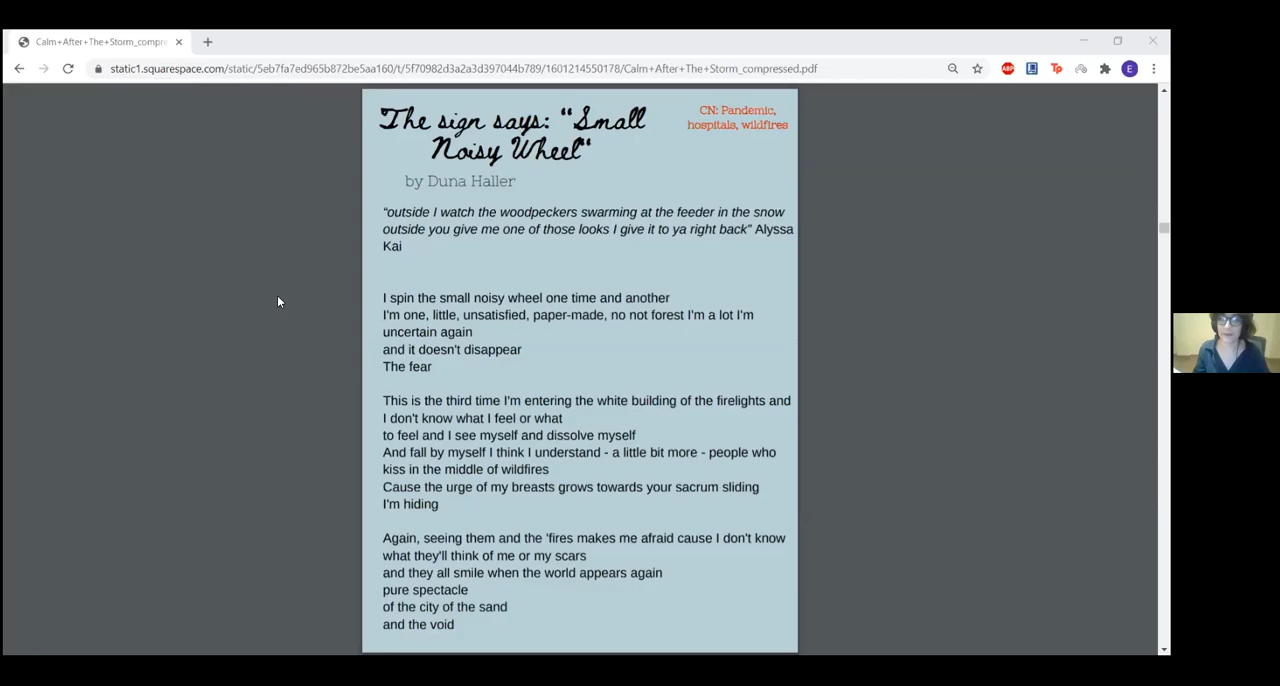 Calm+After+The+Storm_compre
static1.squarespace.com/static/5eb7fa7ed965b872be5aa160/t/5f70982d3a2a3d397044b789/1601214550178/Calm+After+The+Storm_compressed.pdf
ABP
Tp
E
The sign says: "Small
Noisy Wheel"
CN: Pandemic,
hospitals, wildfires
by Duna Haller
“outside I watch the woodpeckers swarming at the feeder in the snow
outside you give me one of those looks I give it to ya right back” Alyssa
Kai
I spin the small noisy wheel one time and another
I'm one, little, unsatisfied, paper-made, no not forest I'm a lot I'm
uncertain again
and it doesn't disappear
The fear
This is the third time I'm entering the white building of the firelights and
I don't know what I feel or what
to feel and I see myself and dissolve myself
And fall by myself I think I understand - a little bit more - people who
kiss in the middle of wildfires
Cause the urge of my breasts grows towards your sacrum sliding
I'm hiding
Again, seeing them and the 'fires makes me afraid cause I don't know
what they'll think of me or my scars
and they all smile when the world appears again
pure spectacle
of the city of the sand
and the void